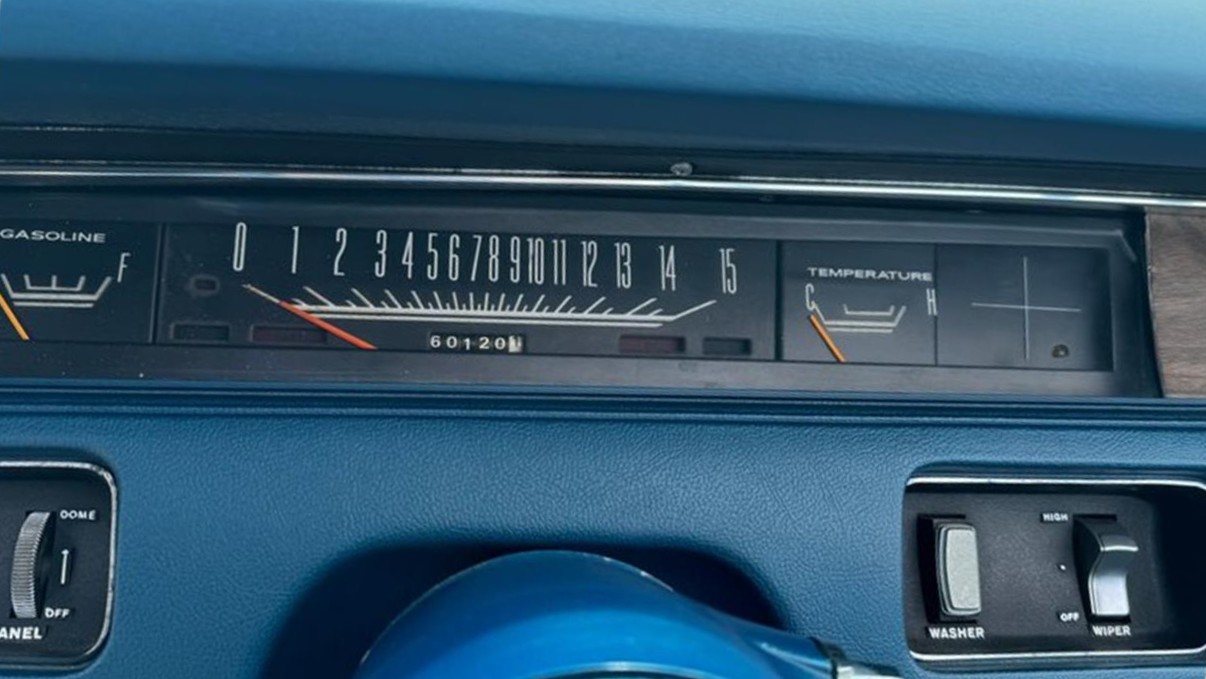 GASOLINE
F
0 1 2 3 4 5 6 7 8 9 10 11 12 13 14 15
60120
TEMPERATURE
C H
DOME
OFF
ANEL
HIGH
OFF
WASHER WIPER